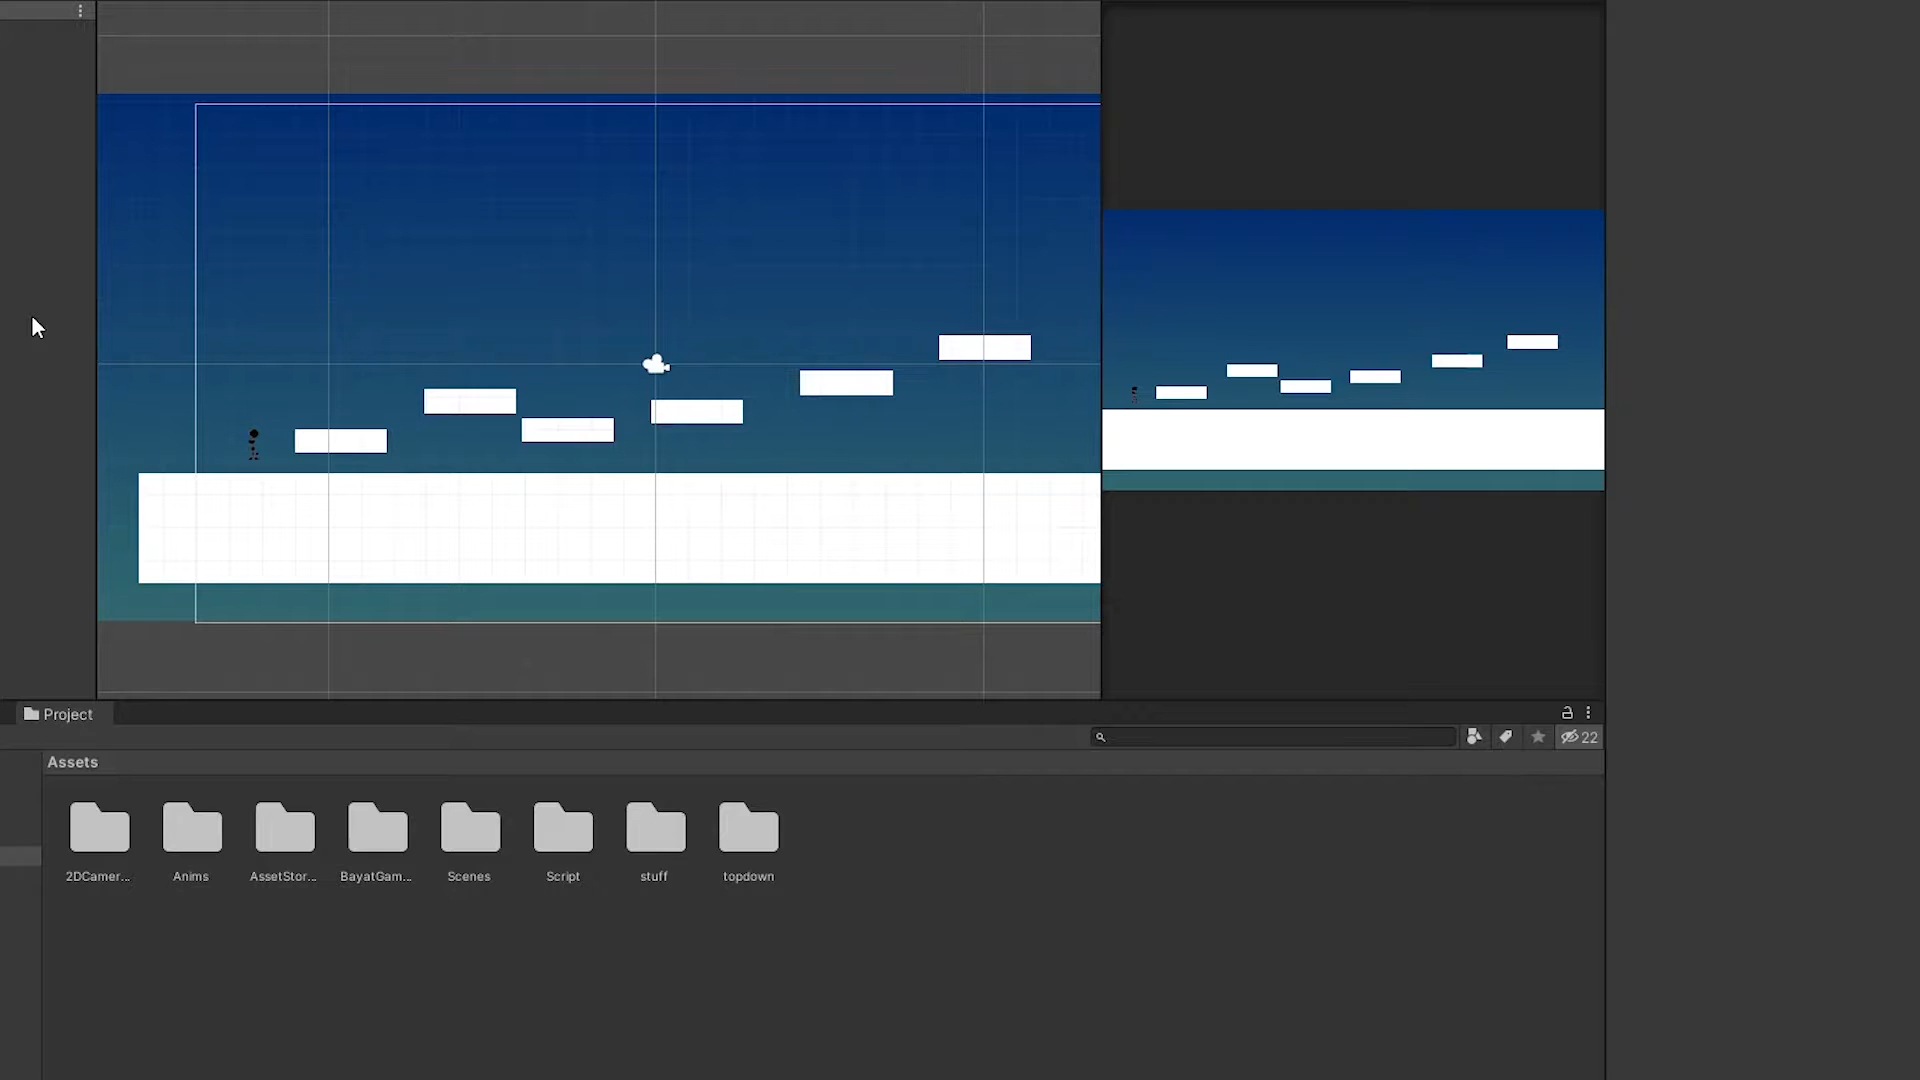 Project
22
Assets
2DCamer...
Anims
AssetStor...
BayatGam...
Scenes
Script
stuff
topdown